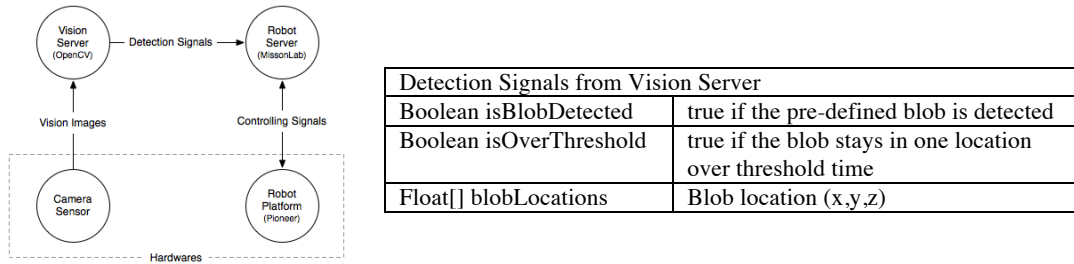 Vision
Server
(OpenCV)
Detection Signals
Robot
Server
(MissonLab)
Vision Images
Controlling Signals
Camera
Sensor
Robot
Platform
(Pioneer)
Hardwares
Detection Signals from Vision Server
Boolean isBlobDetected
true if the pre-defined blob is detected
Boolean isOverThreshold
true if the blob stays in one location
over threshold time
Float[] blobLocations
Blob location (x,y,z)